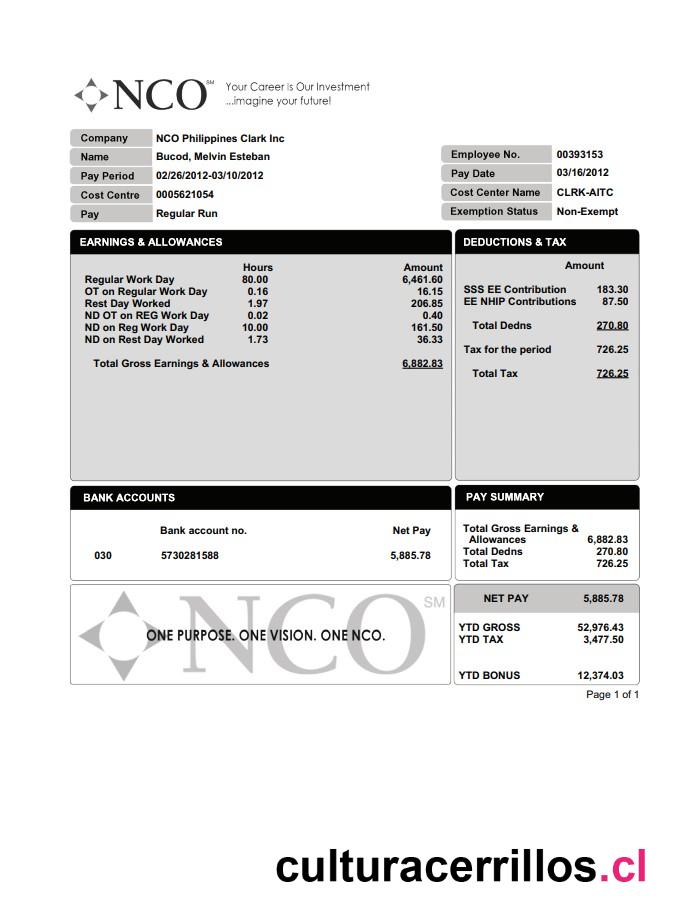 NCO SM
Your Career Is Our Investment
...imagine your future!
Company NCO Philippines Clark Inc
Name Bucod, Melvin Esteban
Pay Period 02/26/2012-03/10/2012
Cost Centre 0005621054
Pay Regular Run
Employee No. 00393153
Pay Date 03/16/2012
Cost Center Name CLRK-AITC
Exemption Status Non-Exempt
EARNINGS & ALLOWANCES
Hours Amount
Regular Work Day 80.00 6,461.60
OT on Regular Work Day 0.16 16.15
Rest Day Worked 1.97 206.85
ND OT on REG Work Day 0.02 0.40
ND on Reg Work Day 10.00 161.50
ND on Rest Day Worked 1.73 36.33
Total Gross Earnings & Allowances 6,882.83
DEDUCTIONS & TAX
Amount
SSS EE Contribution 183.30
EE NHIP Contributions 87.50
Total Dedns 270.80
Tax for the period 726.25
Total Tax 726.25
BANK ACCOUNTS
Bank account no. Net Pay
030 5730281588 5,885.78
PAY SUMMARY
Total Gross Earnings &
Allowances 6,882.83
Total Dedns 270.80
Total Tax 726.25
NCO SM
ONE PURPOSE. ONE VISION. ONE NCO.
NET PAY 5,885.78
YTD GROSS 52,976.43
YTD TAX 3,477.50
YTD BONUS 12,374.03
Page 1 of 1
culturacerrillos.cl